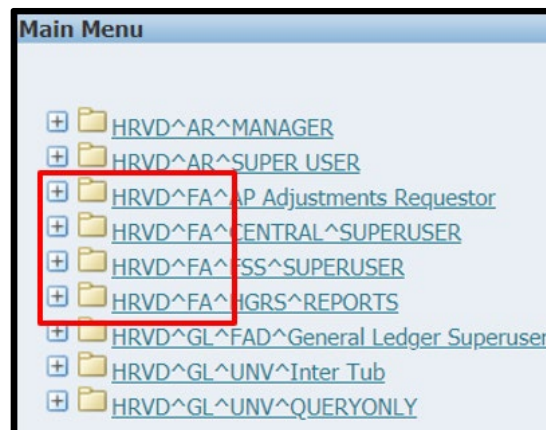 Main Menu
HRVD^AR^MANAGER
HRVD^AR^SUPER USER
HRVD^FA^AP Adjustments Requestor
HRVD^FA^CENTRAL^SUPERUSER
HRVD^FA^FSS^SUPERUSER
HRVD^FA^HGRS^REPORTS
HRVD^GL^FAD^General Ledger Superuser
HRVD^GL^UNV^Inter Tub
HRVD^GL^UNV^QUERYONLY